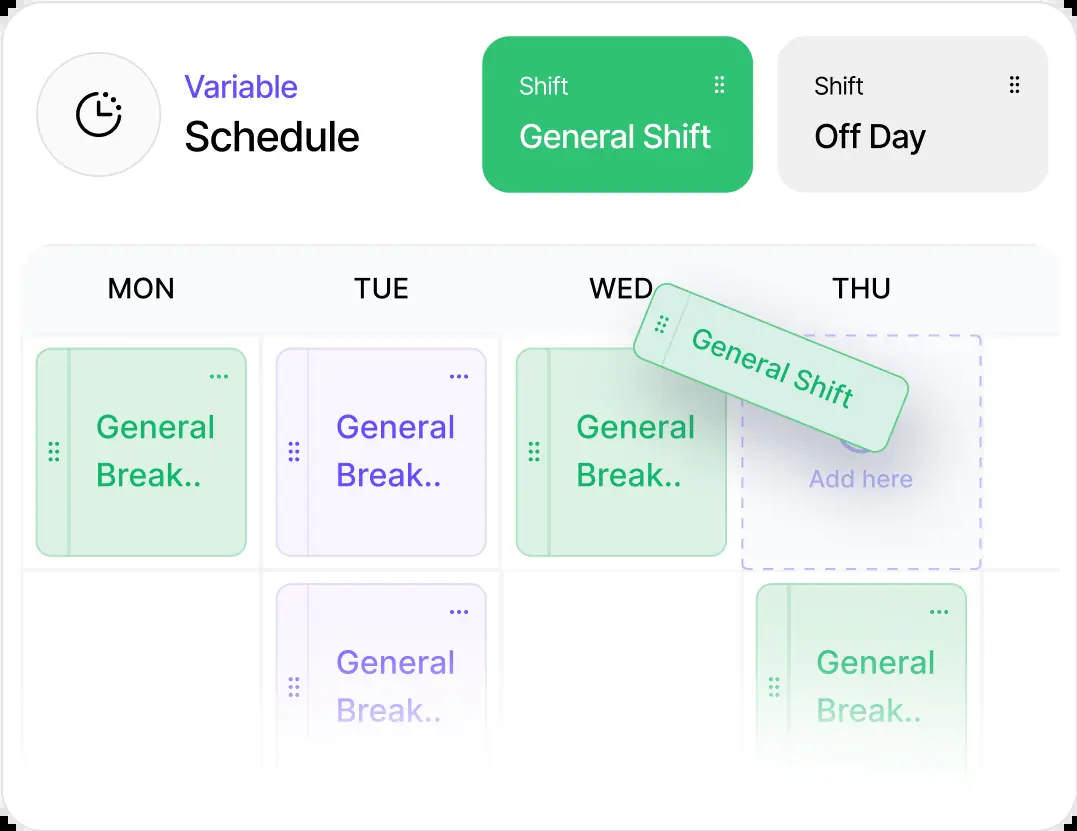 Variable
Schedule
Shift
General Shift
Shift
Off Day
MON
TUE
WED
THU
General Shift
General
Break..
General
Break..
General
Break..
Add here
General
Break..
General
Break..